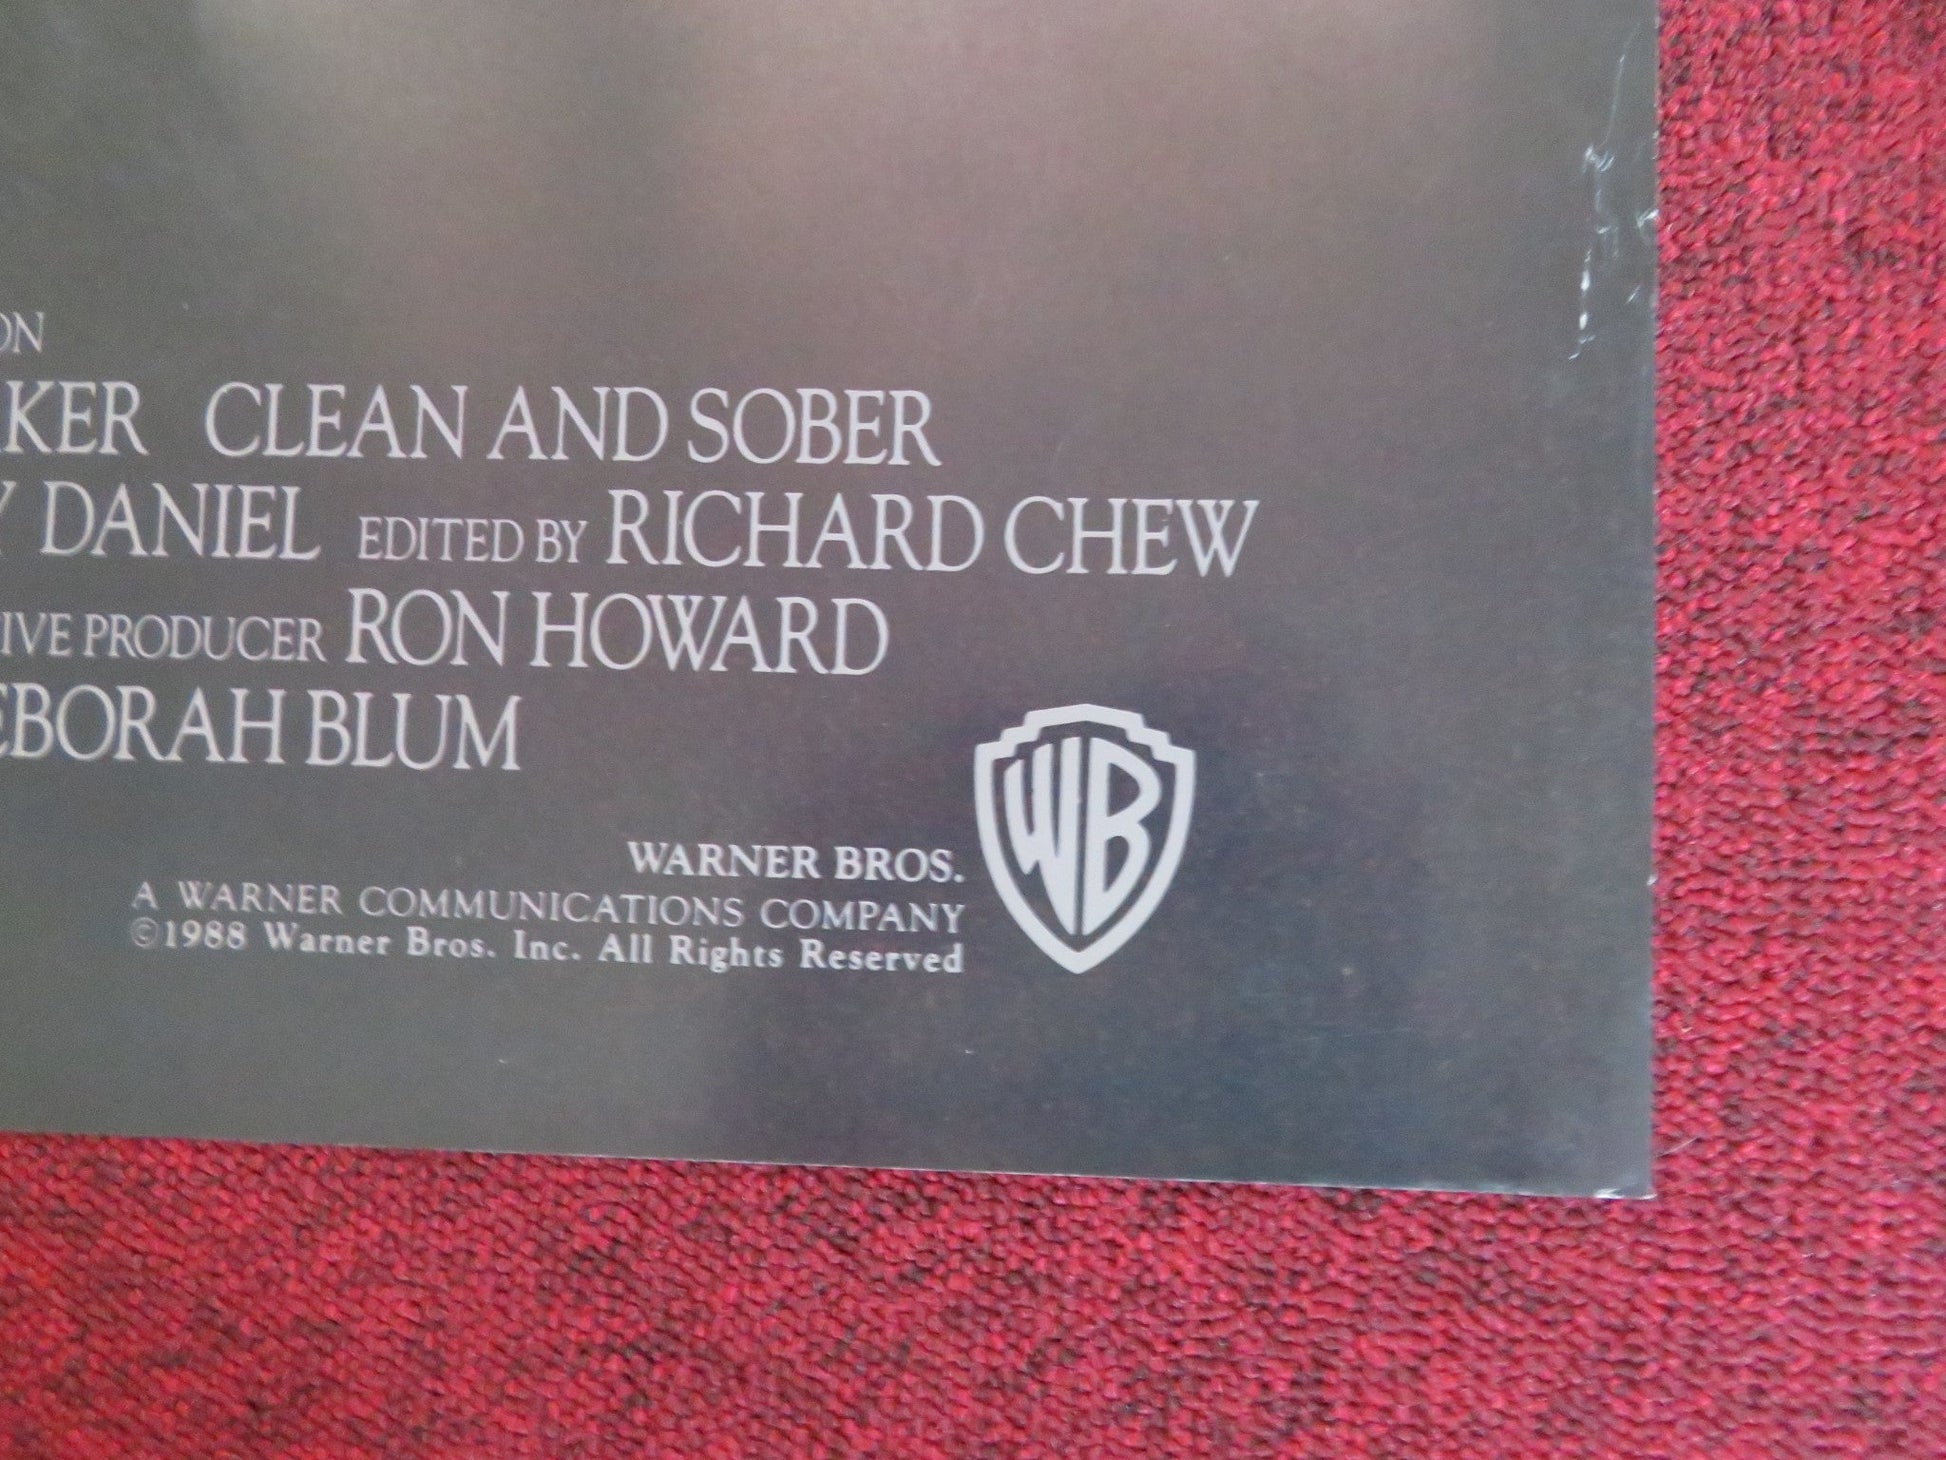 ON
KER CLEAN AND SOBER
Y DANIEL EDITED BY RICHARD CHEW
IVE PRODUCER RON HOWARD
EBORAH BLUM
WARNER BROS.
A WARNER COMMUNICATIONS COMPANY
©1988 Warner Bros. Inc. All Rights Reserved
WB